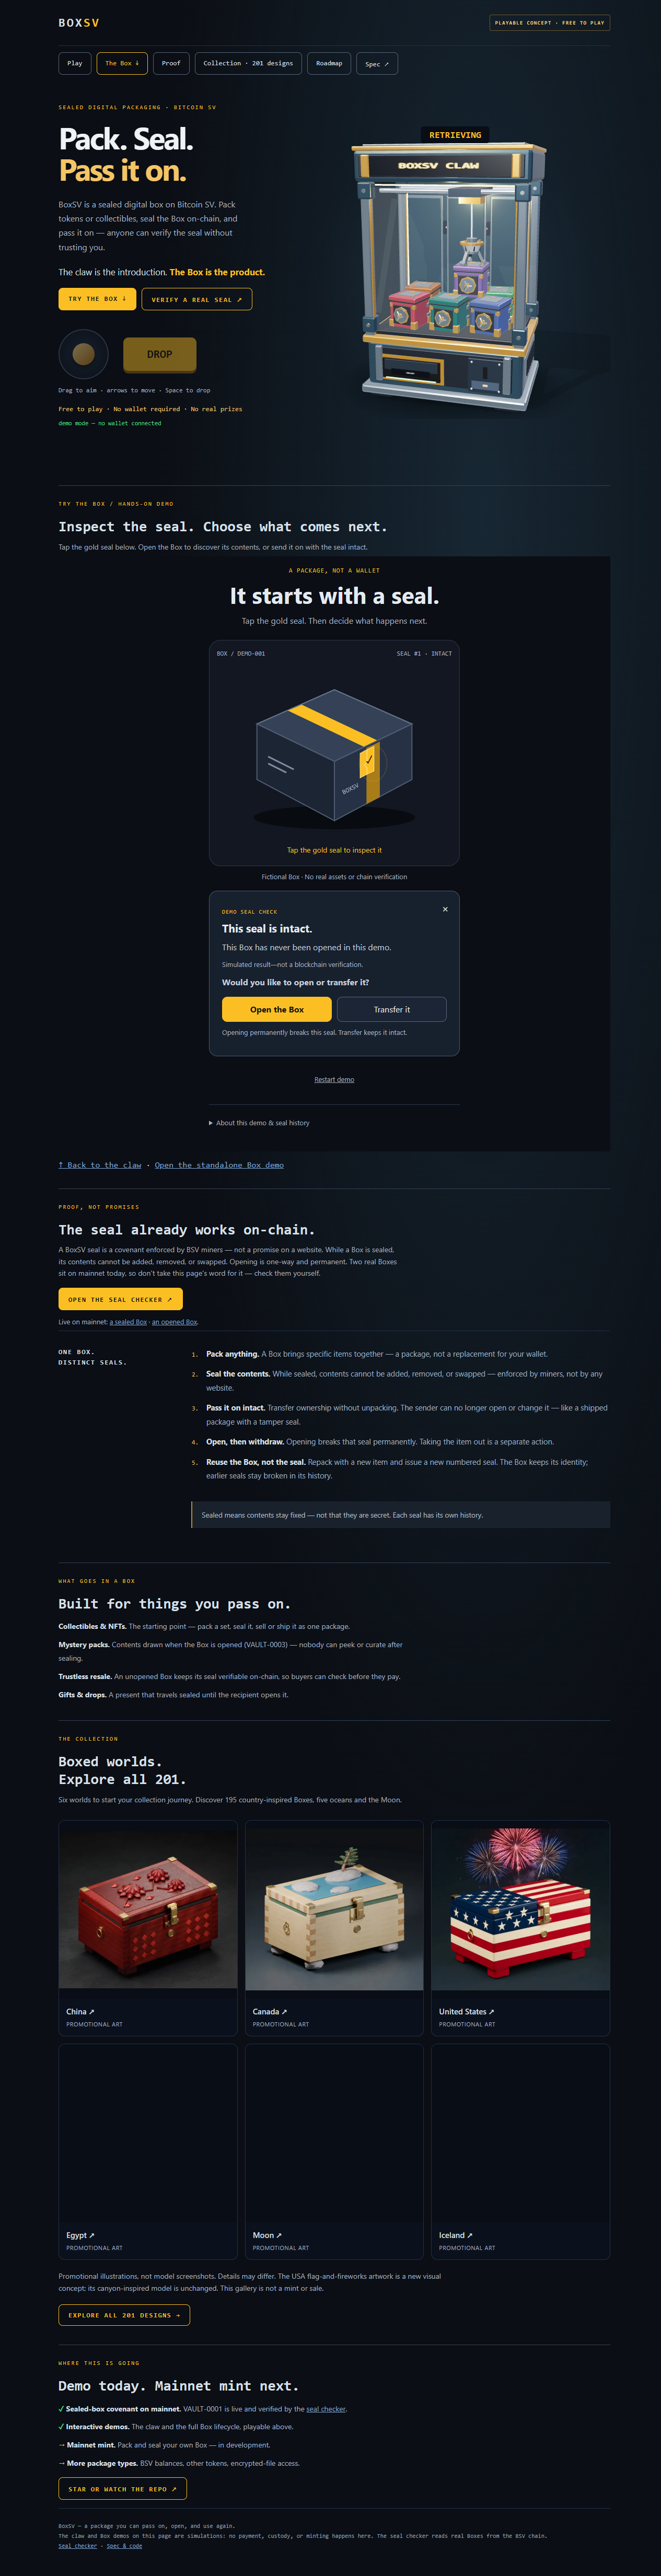 BOXSV
PLAYABLE CONCEPT · FREE TO PLAY
Play
The Box ↓
Proof
Collection · 201 designs
Roadmap
Spec ↗
SEALED DIGITAL PACKAGING · BITCOIN SV
Pack. Seal.
Pass it on.
BoxSV is a sealed digital box on Bitcoin SV. Pack
tokens or collectibles, seal the Box on-chain, and
pass it on — anyone can verify the seal without
trusting you.
The claw is the introduction. The Box is the product.
TRY THE BOX ↓
VERIFY A REAL SEAL ↗
DROP
Drag to aim · arrows to move · Space to drop
Free to play · No wallet required · No real prizes
demo mode — no wallet connected
RETRIEVING
BOXSV CLAW
TRY THE BOX / HANDS-ON DEMO
Inspect the seal. Choose what comes next.
Tap the gold seal below. Open the Box to discover its contents, or send it on with the seal intact.
A PACKAGE, NOT A WALLET
It starts with a seal.
Tap the gold seal. Then decide what happens next.
BOX / DEMO-001
SEAL #1 · INTACT
✓
BOXSV
Tap the gold seal to inspect it
Fictional Box · No real assets or chain verification
DEMO SEAL CHECK
×
This seal is intact.
This Box has never been opened in this demo.
Simulated result—not a blockchain verification.
Would you like to open or transfer it?
Open the Box
Transfer it
Opening permanently breaks this seal. Transfer keeps it intact.
Restart demo
▶ About this demo & seal history
↑ Back to the claw · Open the standalone Box demo
PROOF, NOT PROMISES
The seal already works on-chain.
A BoxSV seal is a covenant enforced by BSV miners — not a promise on a website. While a Box is sealed,
its contents cannot be added, removed, or swapped. Opening is one-way and permanent. Two real Boxes
sit on mainnet today, so don't take this page's word for it — check them yourself.
OPEN THE SEAL CHECKER ↗
Live on mainnet: a sealed Box · an opened Box.
ONE BOX.
DISTINCT SEALS.
1. Pack anything. A Box brings specific items together — a package, not a replacement for your wallet.
2. Seal the contents. While sealed, contents cannot be added, removed, or swapped — enforced by miners, not by any
website.
3. Pass it on intact. Transfer ownership without unpacking. The sender can no longer open or change it — like a shipped
package with a tamper seal.
4. Open, then withdraw. Opening breaks that seal permanently. Taking the item out is a separate action.
5. Reuse the Box, not the seal. Repack with a new item and issue a new numbered seal. The Box keeps its identity;
earlier seals stay broken in its history.
Sealed means contents stay fixed — not that they are secret. Each seal has its own history.
WHAT GOES IN A BOX
Built for things you pass on.
Collectibles & NFTs. The starting point — pack a set, seal it, sell or ship it as one package.
Mystery packs. Contents drawn when the Box is opened (VAULT-0003) — nobody can peek or curate after
sealing.
Trustless resale. An unopened Box keeps its seal verifiable on-chain, so buyers can check before they pay.
Gifts & drops. A present that travels sealed until the recipient opens it.
THE COLLECTION
Boxed worlds.
Explore all 201.
Six worlds to start your collection journey. Discover 195 country-inspired Boxes, five oceans and the Moon.
China ↗
PROMOTIONAL ART
Canada ↗
PROMOTIONAL ART
United States ↗
PROMOTIONAL ART
Egypt ↗
PROMOTIONAL ART
Moon ↗
PROMOTIONAL ART
Iceland ↗
PROMOTIONAL ART
Promotional illustrations, not model screenshots. Details may differ. The USA flag-and-fireworks artwork is a new visual
concept; its canyon-inspired model is unchanged. This gallery is not a mint or sale.
EXPLORE ALL 201 DESIGNS →
WHERE THIS IS GOING
Demo today. Mainnet mint next.
✓ Sealed-box covenant on mainnet. VAULT-0001 is live and verified by the seal checker.
✓ Interactive demos. The claw and the full Box lifecycle, playable above.
→ Mainnet mint. Pack and seal your own Box — in development.
→ More package types. BSV balances, other tokens, encrypted-file access.
STAR OR WATCH THE REPO ↗
BoxSV — a package you can pass on, open, and use again.
The claw and Box demos on this page are simulations: no payment, custody, or minting happens here. The seal checker reads real Boxes from the BSV chain.
Seal checker · Spec & code